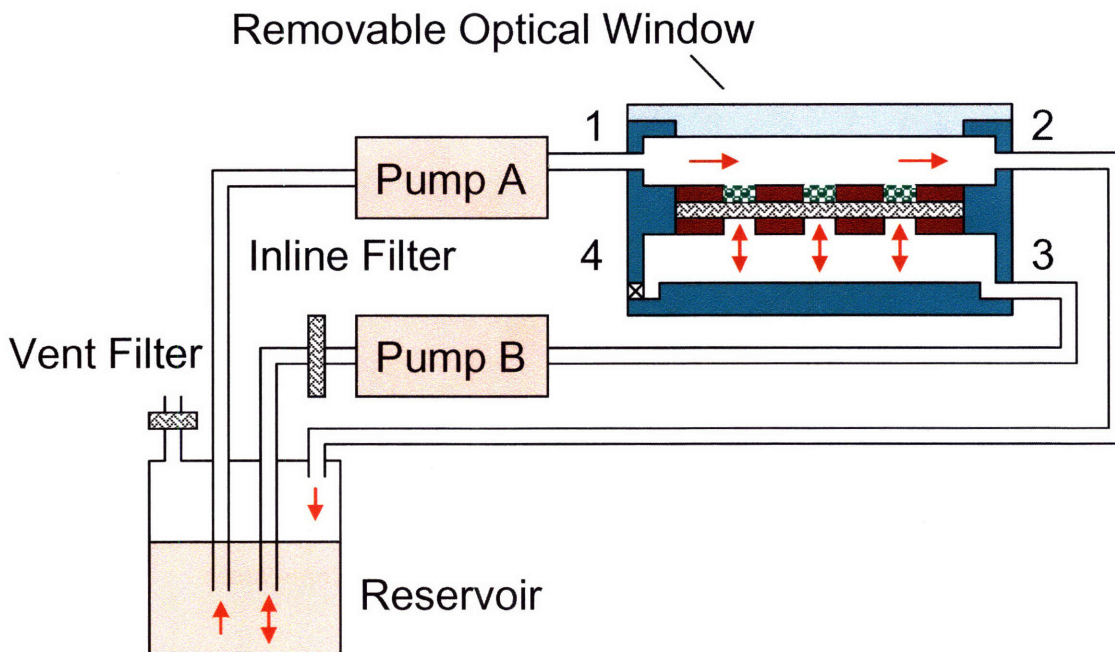 Removable Optical Window
1
2
Pump A
Inline Filter
4
3
Vent Filter
Pump B
Reservoir